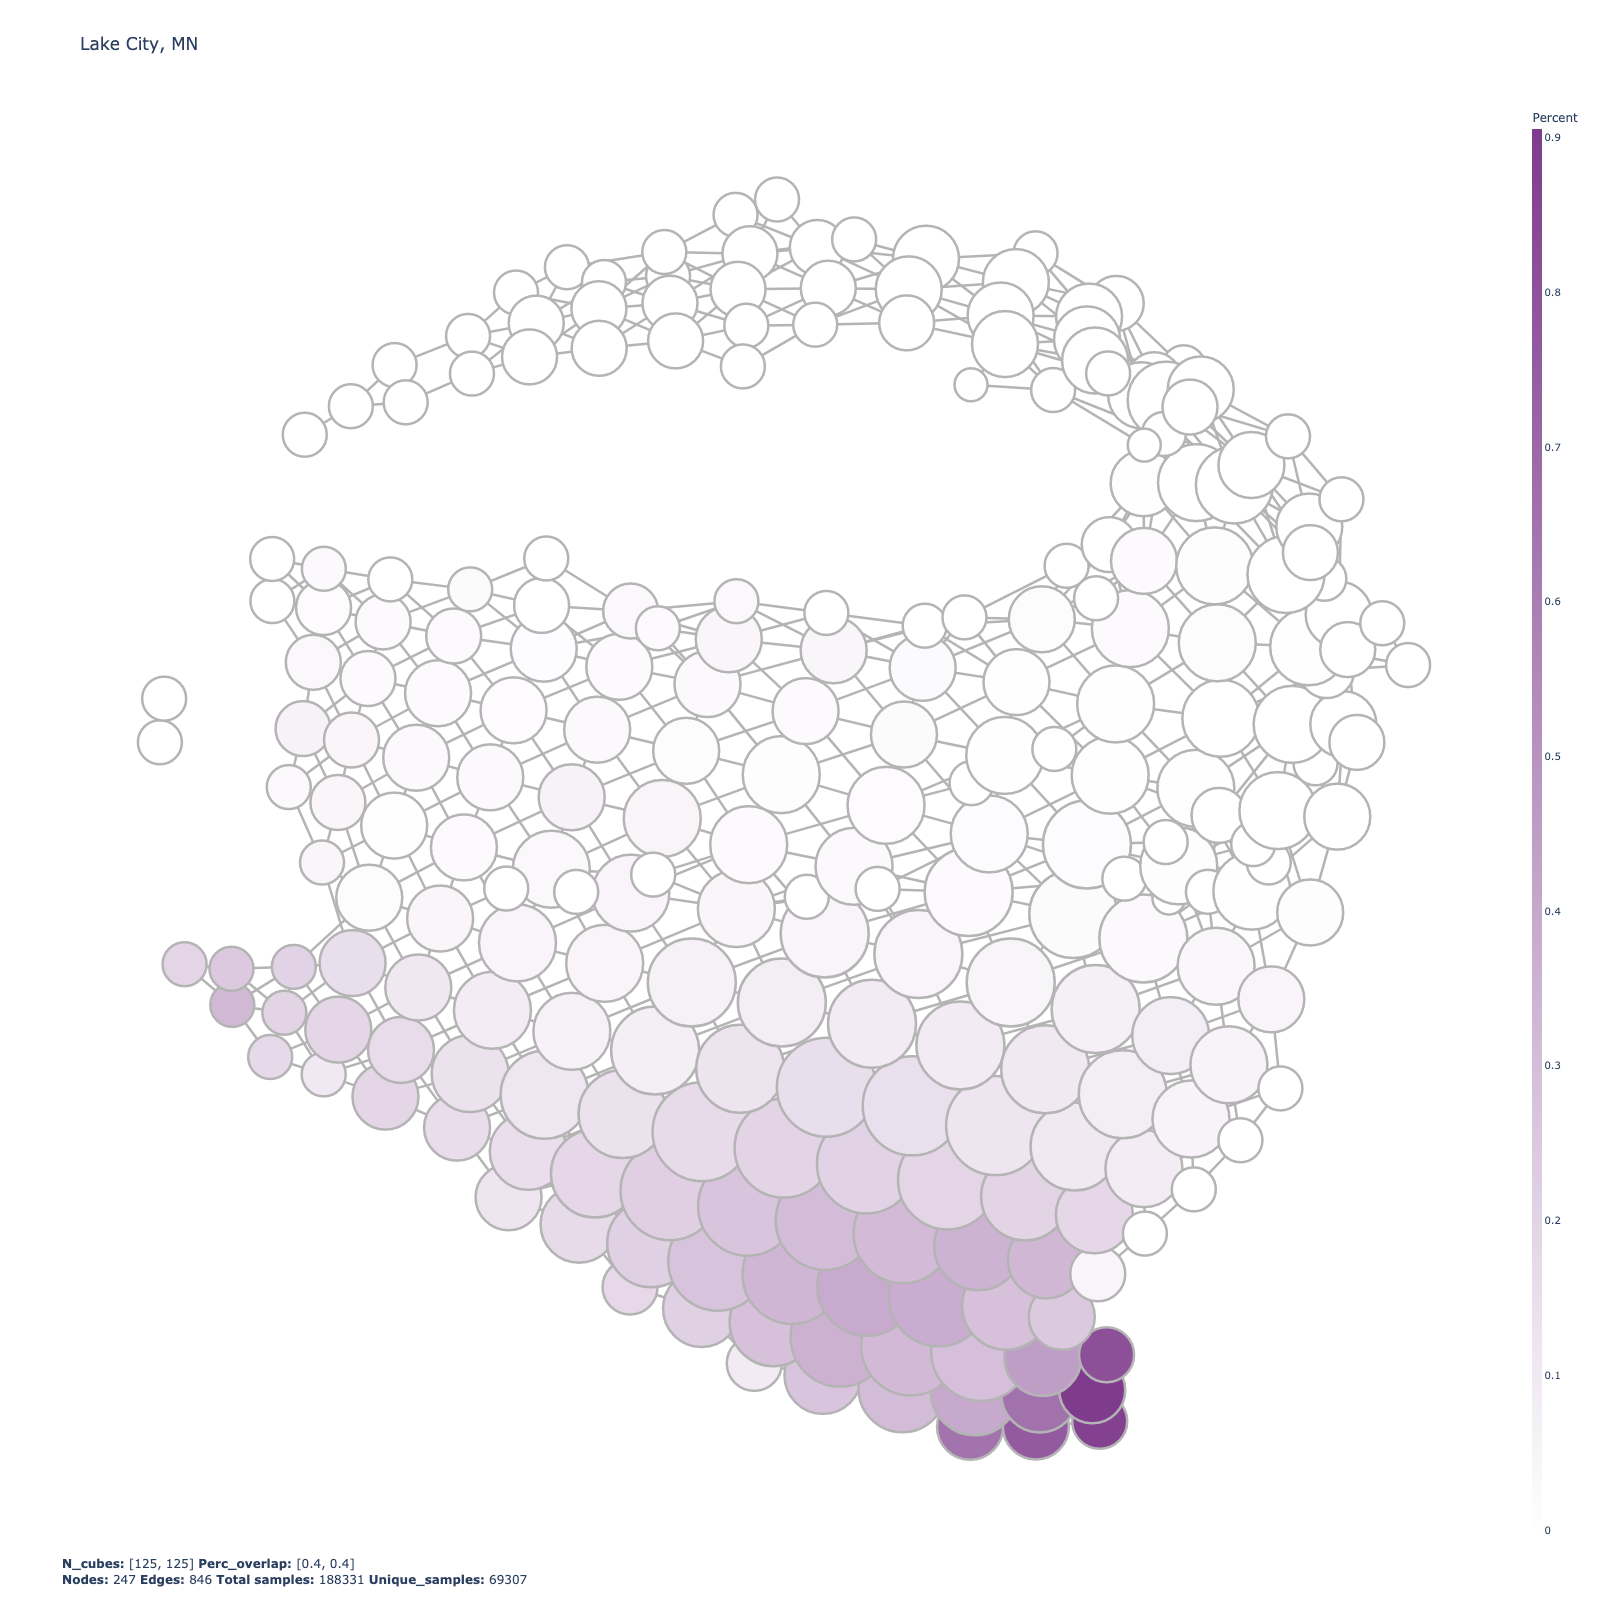 Lake City, MN
Percent
0.9
0.8
0.7
0.6
0.5
0.4
0.3
0.2
0.1
0
N_cubes: [125, 125] Perc_overlap: [0.4, 0.4]
Nodes: 247 Edges: 846 Total samples: 188331 Unique_samples: 69307